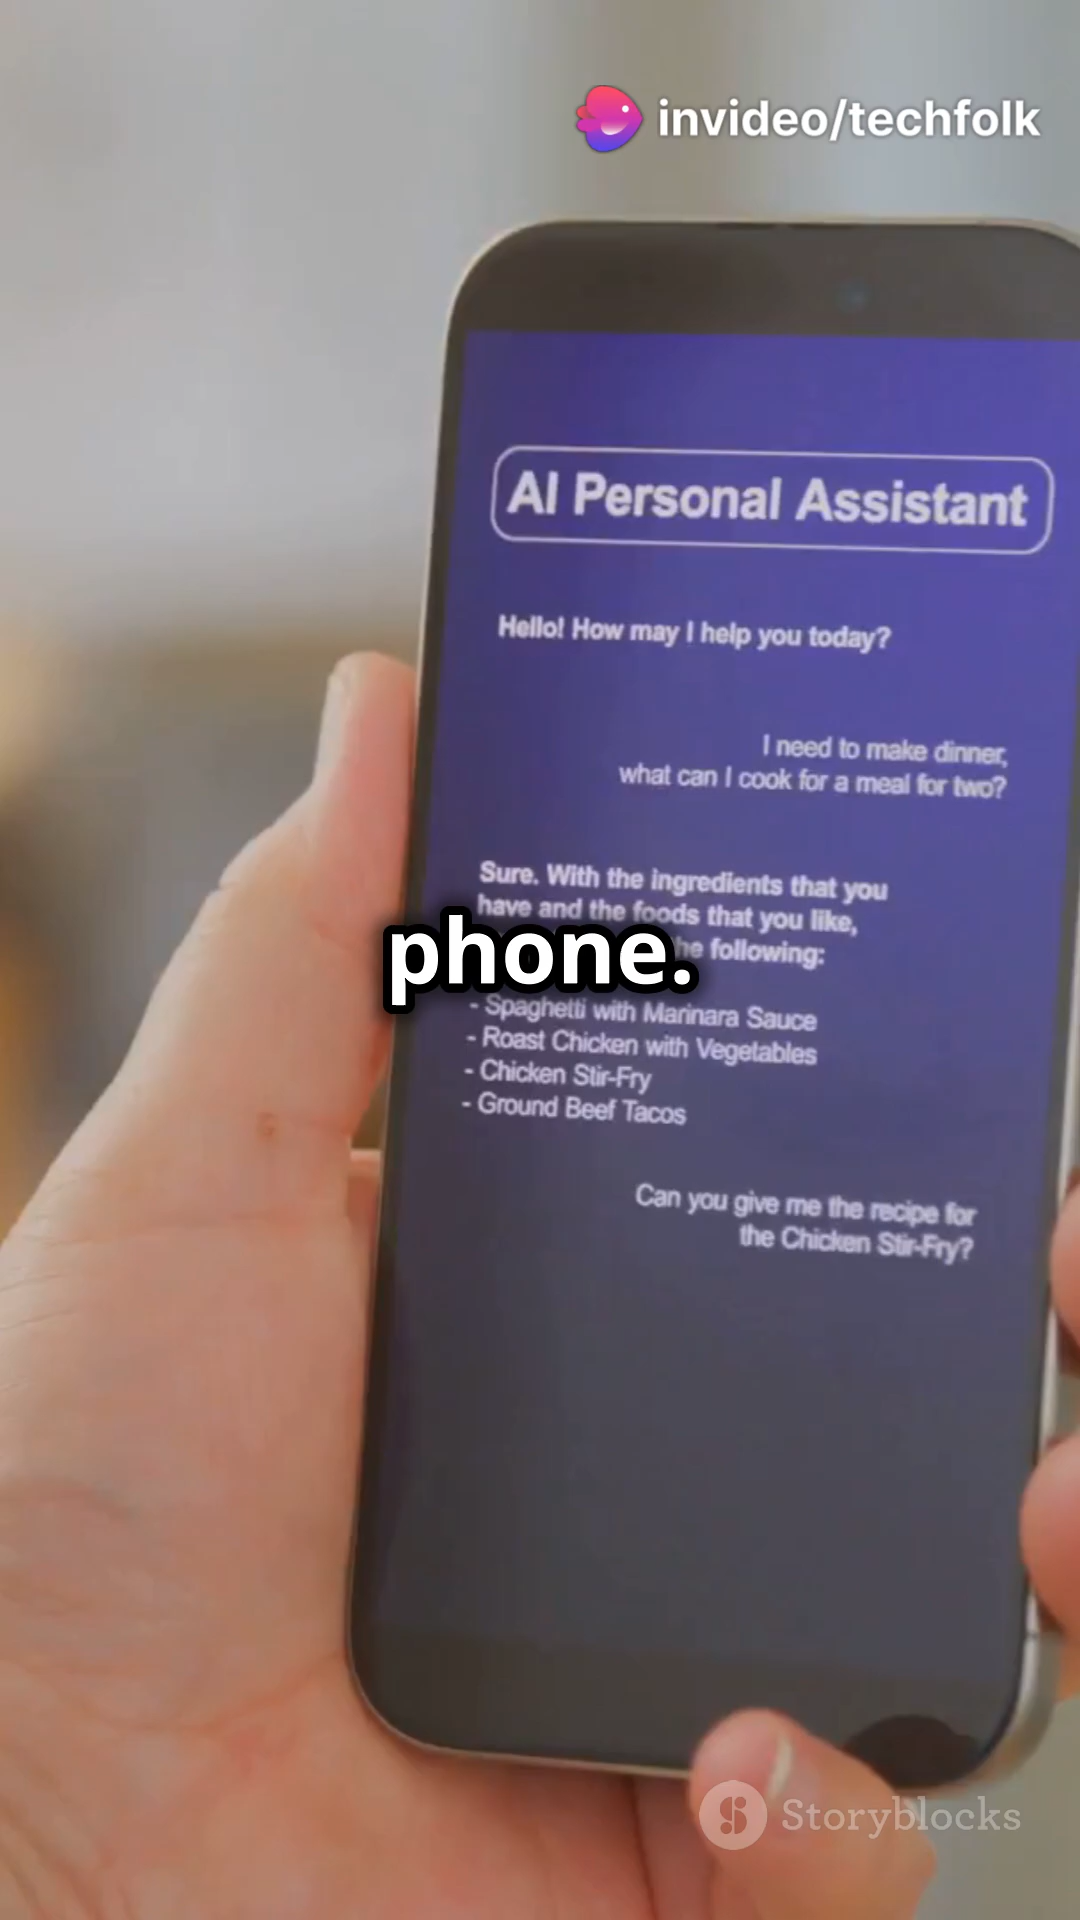 invideo/techfolk
AI Personal Assistant
Hello! How may I help you today?
I need to make dinner,
what can I cook for a meal for two?
Sure. With the ingredients that you
have and the foods that you like,
he following:
phone.
- Spaghetti with Marinara Sauce
- Roast Chicken with Vegetables
- Chicken Stir-Fry
- Ground Beef Tacos
Can you give me the recipe for
the Chicken Stir-Fry?
Storyblocks